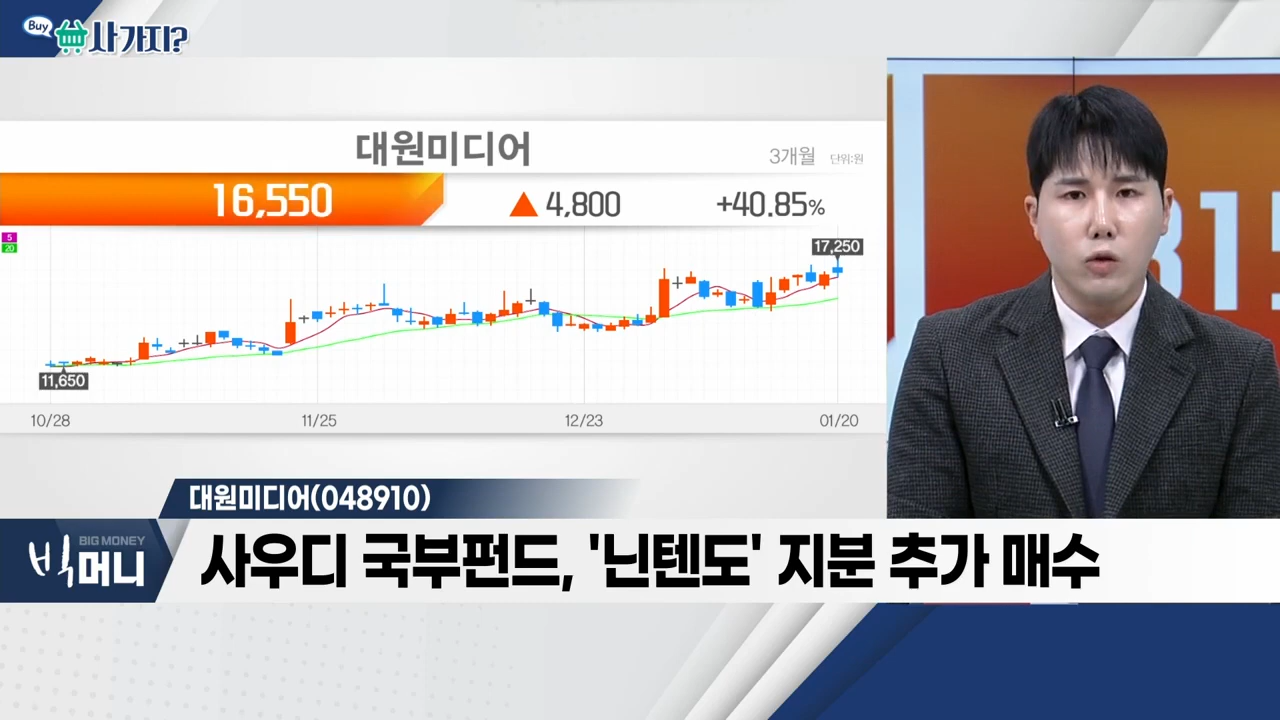 Buy
사가지?
대원미디어
3개월 단위:원
16,550 ▲ 4,800 +40.85%
5
20
17,250
11,650
10/28 11/25 12/23 01/20
315
대원미디어(048910)
BIG MONEY
빅머니
사우디 국부펀드, '닌텐도' 지분 추가 매수